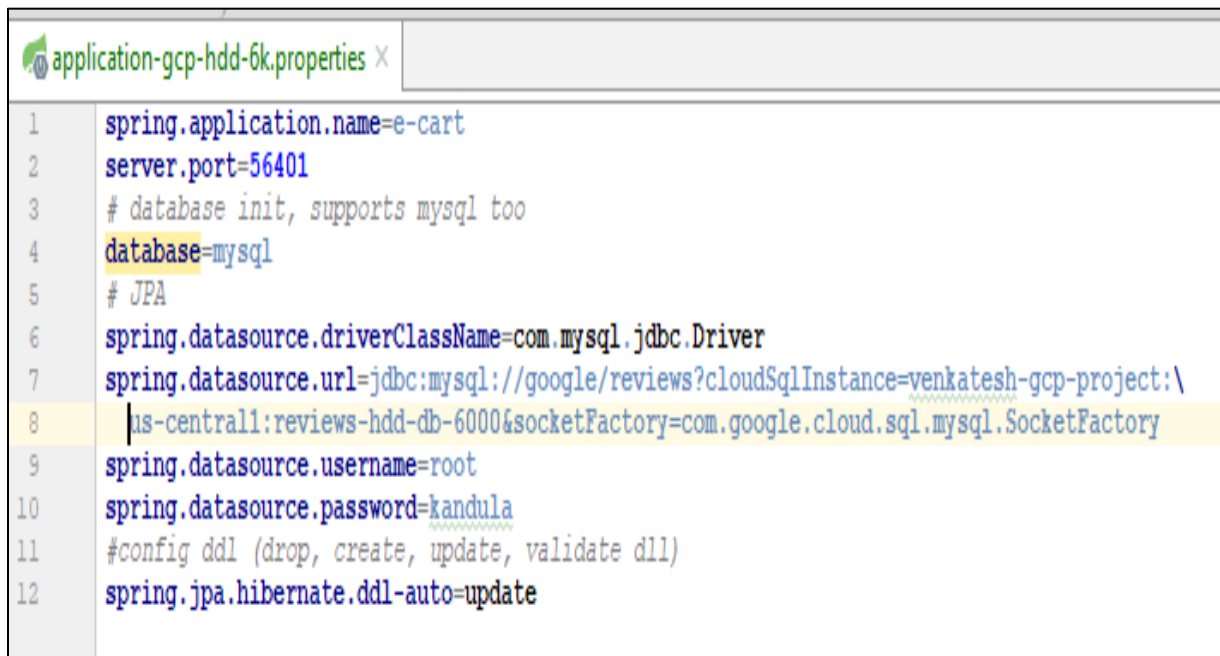 application-gcp-hdd-6k.properties ×
1 spring.application.name=e-cart
2 server.port=56401
3 # database init, supports mysql too
4 database=mysql
5 # JPA
6 spring.datasource.driverClassName=com.mysql.jdbc.Driver
7 spring.datasource.url=jdbc:mysql://google/reviews?cloudSqlInstance=venkatesh-gcp-project:\
8 us-central1:reviews-hdd-db-6000&socketFactory=com.google.cloud.sql.mysql.SocketFactory
9 spring.datasource.username=root
10 spring.datasource.password=kandula
11 #config ddl (drop, create, update, validate dll)
12 spring.jpa.hibernate.ddl-auto=update